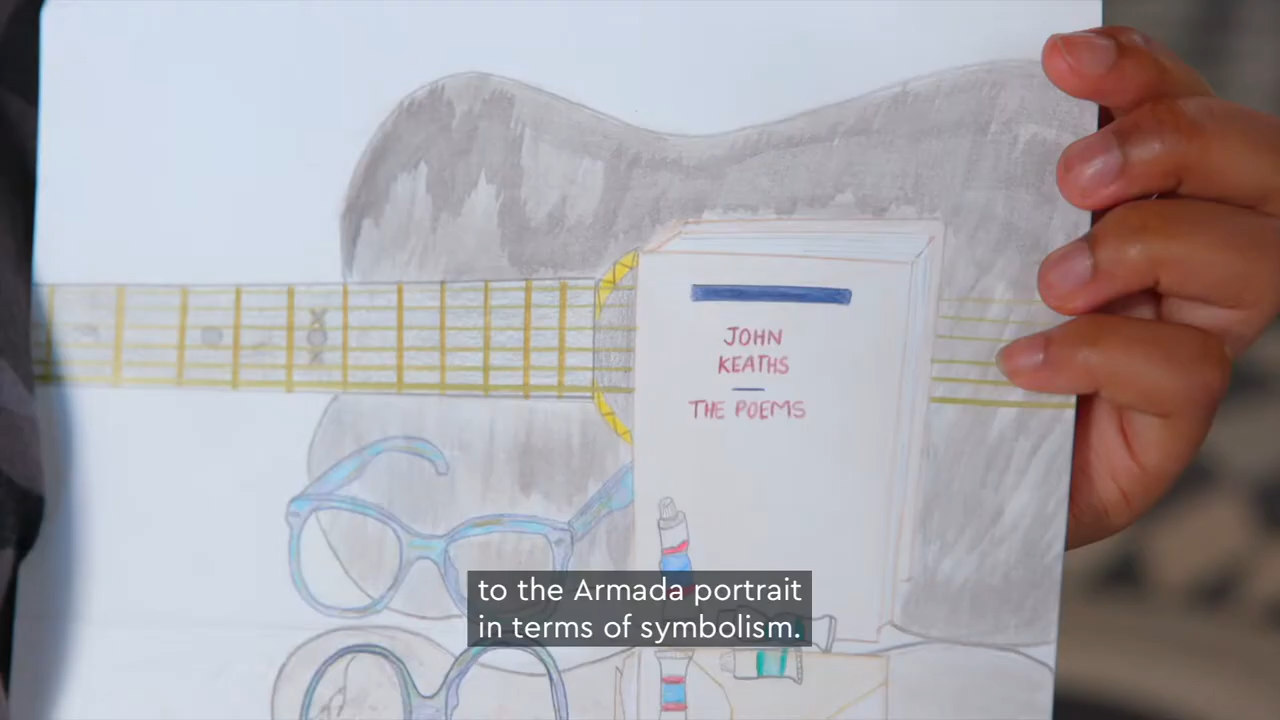 JOHN
KEATHS
THE POEMS
to the Armada portrait
in terms of symbolism.